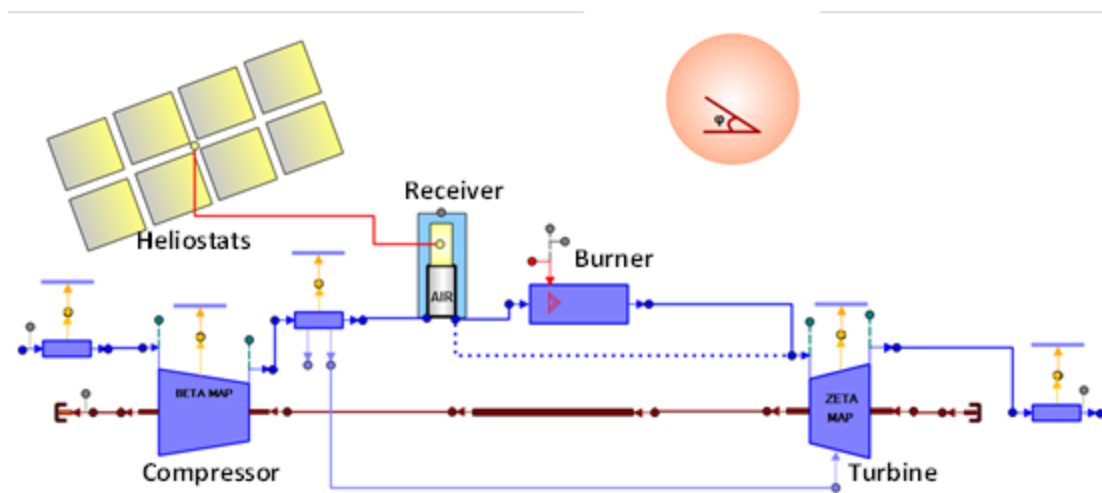 φ
Receiver
Heliostats
Burner
AIR
BETA MAP
ZETA
MAP
Compressor
Turbine